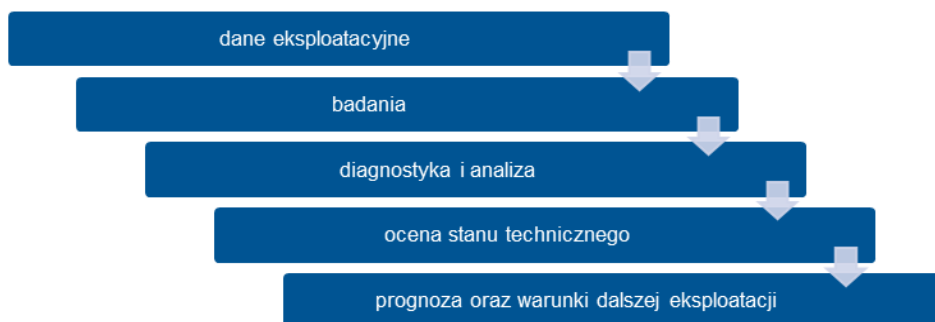 dane eksploatacyjne
badania
diagnostyka i analiza
ocena stanu technicznego
prognoza oraz warunki dalszej eksploatacji